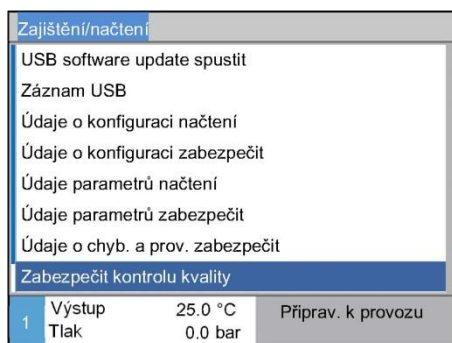 Zajištění/načtení
USB software update spustit
Záznam USB
Údaje o konfiguraci načtení
Údaje o konfiguraci zabezpečit
Údaje parametrů načtení
Údaje parametrů zabezpečit
Údaje o chyb. a prov. zabezpečit
Zabezpečit kontrolu kvality
1 Výstup 25.0 °C Připrav. k provozu
Tlak 0.0 bar